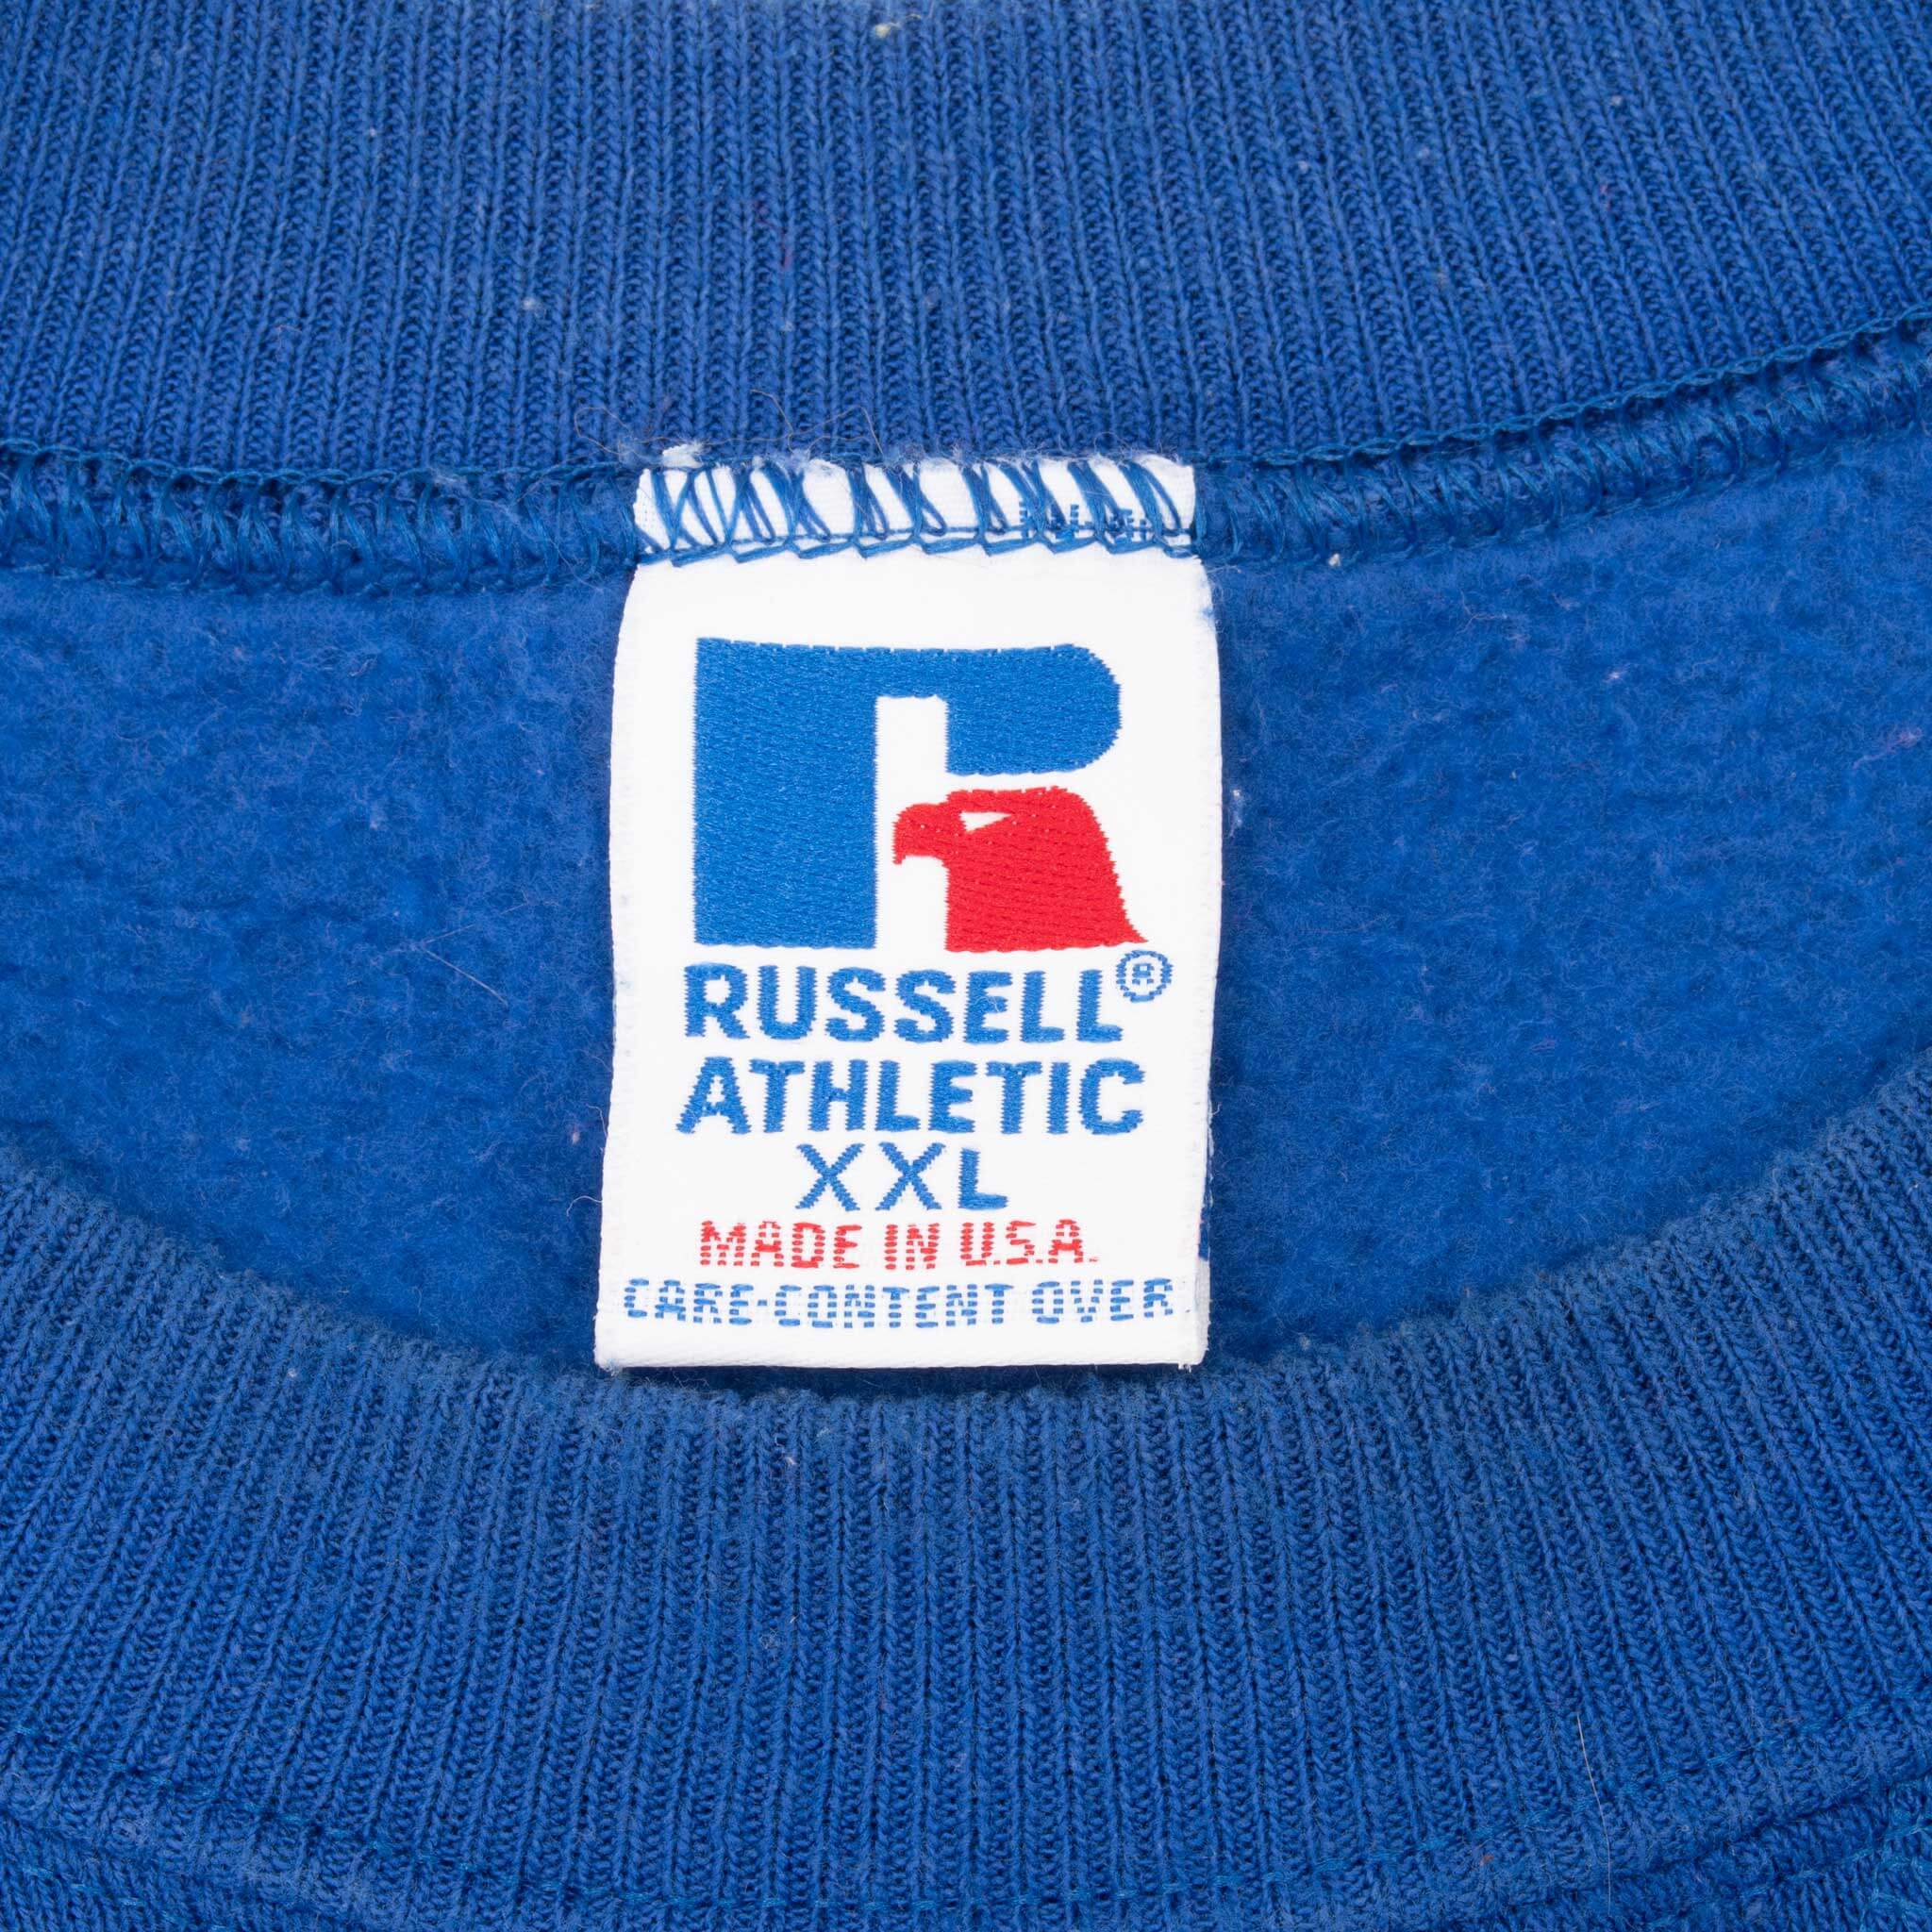 RUSSELL®
ATHLETIC
XXL
MADE IN U.S.A.
CARE-CONTENT OVER